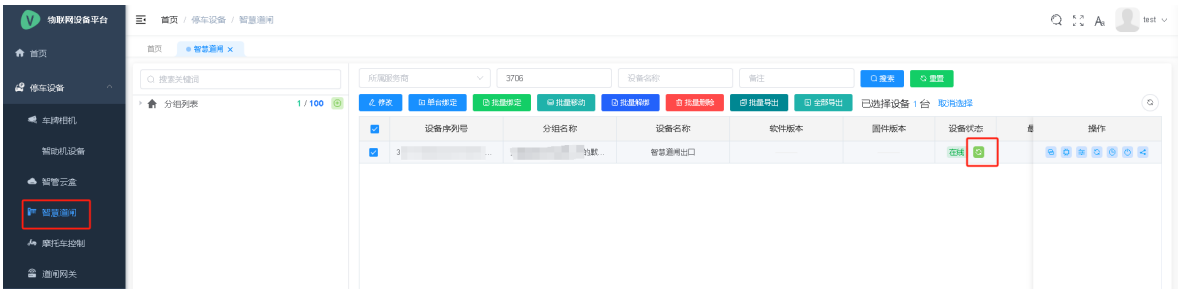 物联网设备平台
首页 / 停车设备 / 智慧道闸
test
首页
首页
智慧道闸 ×
停车设备
车牌相机
智助机设备
智管云盒
智慧道闸
摩托车控制
道闸网关
搜索关键词
分组列表
1 / 100
所属服务商
3706
设备名称
备注
搜索
重置
修改
单台绑定
批量绑定
批量移动
批量解绑
批量删除
批量导出
全部导出
已选择设备 1 台 取消选择
设备序列号
分组名称
设备名称
软件版本
固件版本
设备状态
操作
3
...
的默...
智慧道闸出口
在线